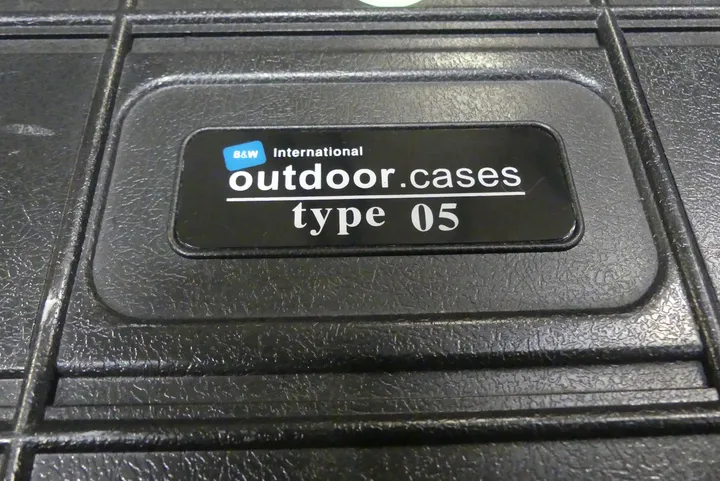 B&W International
outdoor.cases
type 05